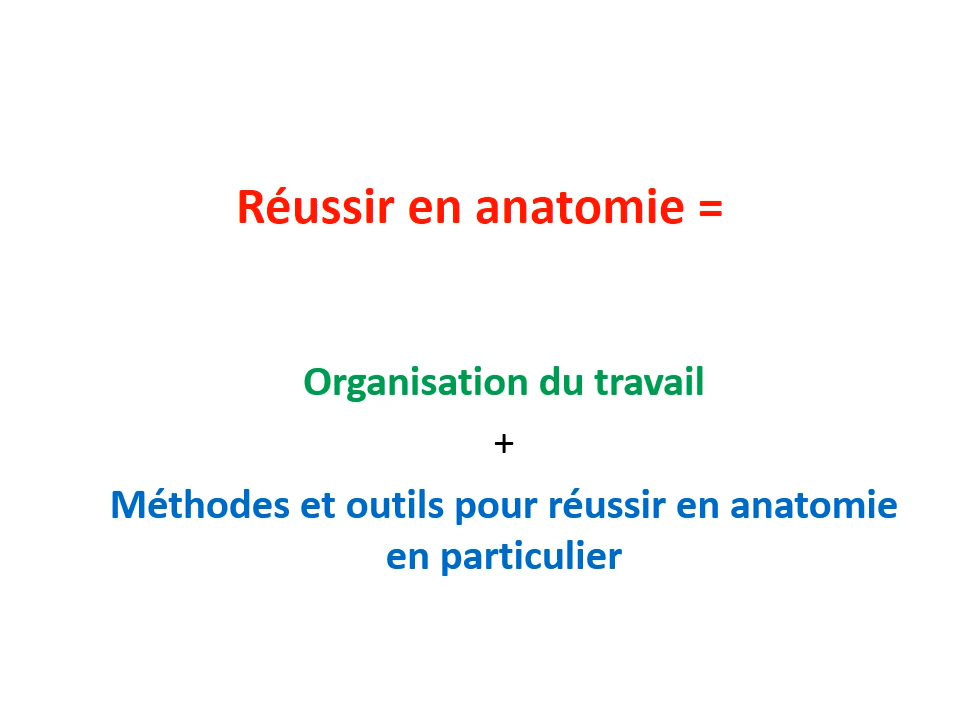 Réussir en anatomie =
Organisation du travail
+
Méthodes et outils pour réussir en anatomie
en particulier